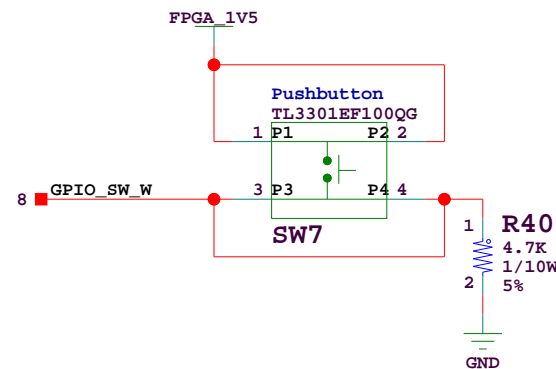 FPGA_1V5
Pushbutton
TL3301EF100QG
1 P1 P2 2
8 GPIO_SW_W 3 P3 P4 4
SW7
1 R40
4.7K
1/10W
2 5%
GND